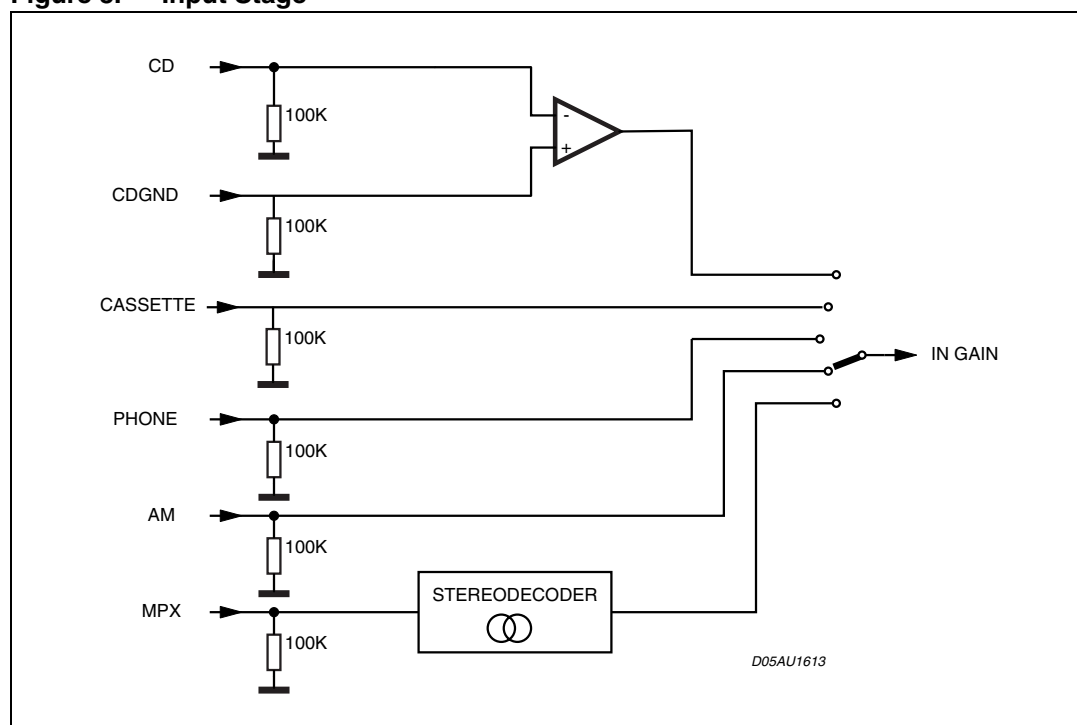 Figure 5. Input Stage
CD
100K
-
+
CDGND
100K
CASSETTE
100K
IN GAIN
PHONE
100K
AM
100K
MPX
STEREODECODER
100K
D05AU1613